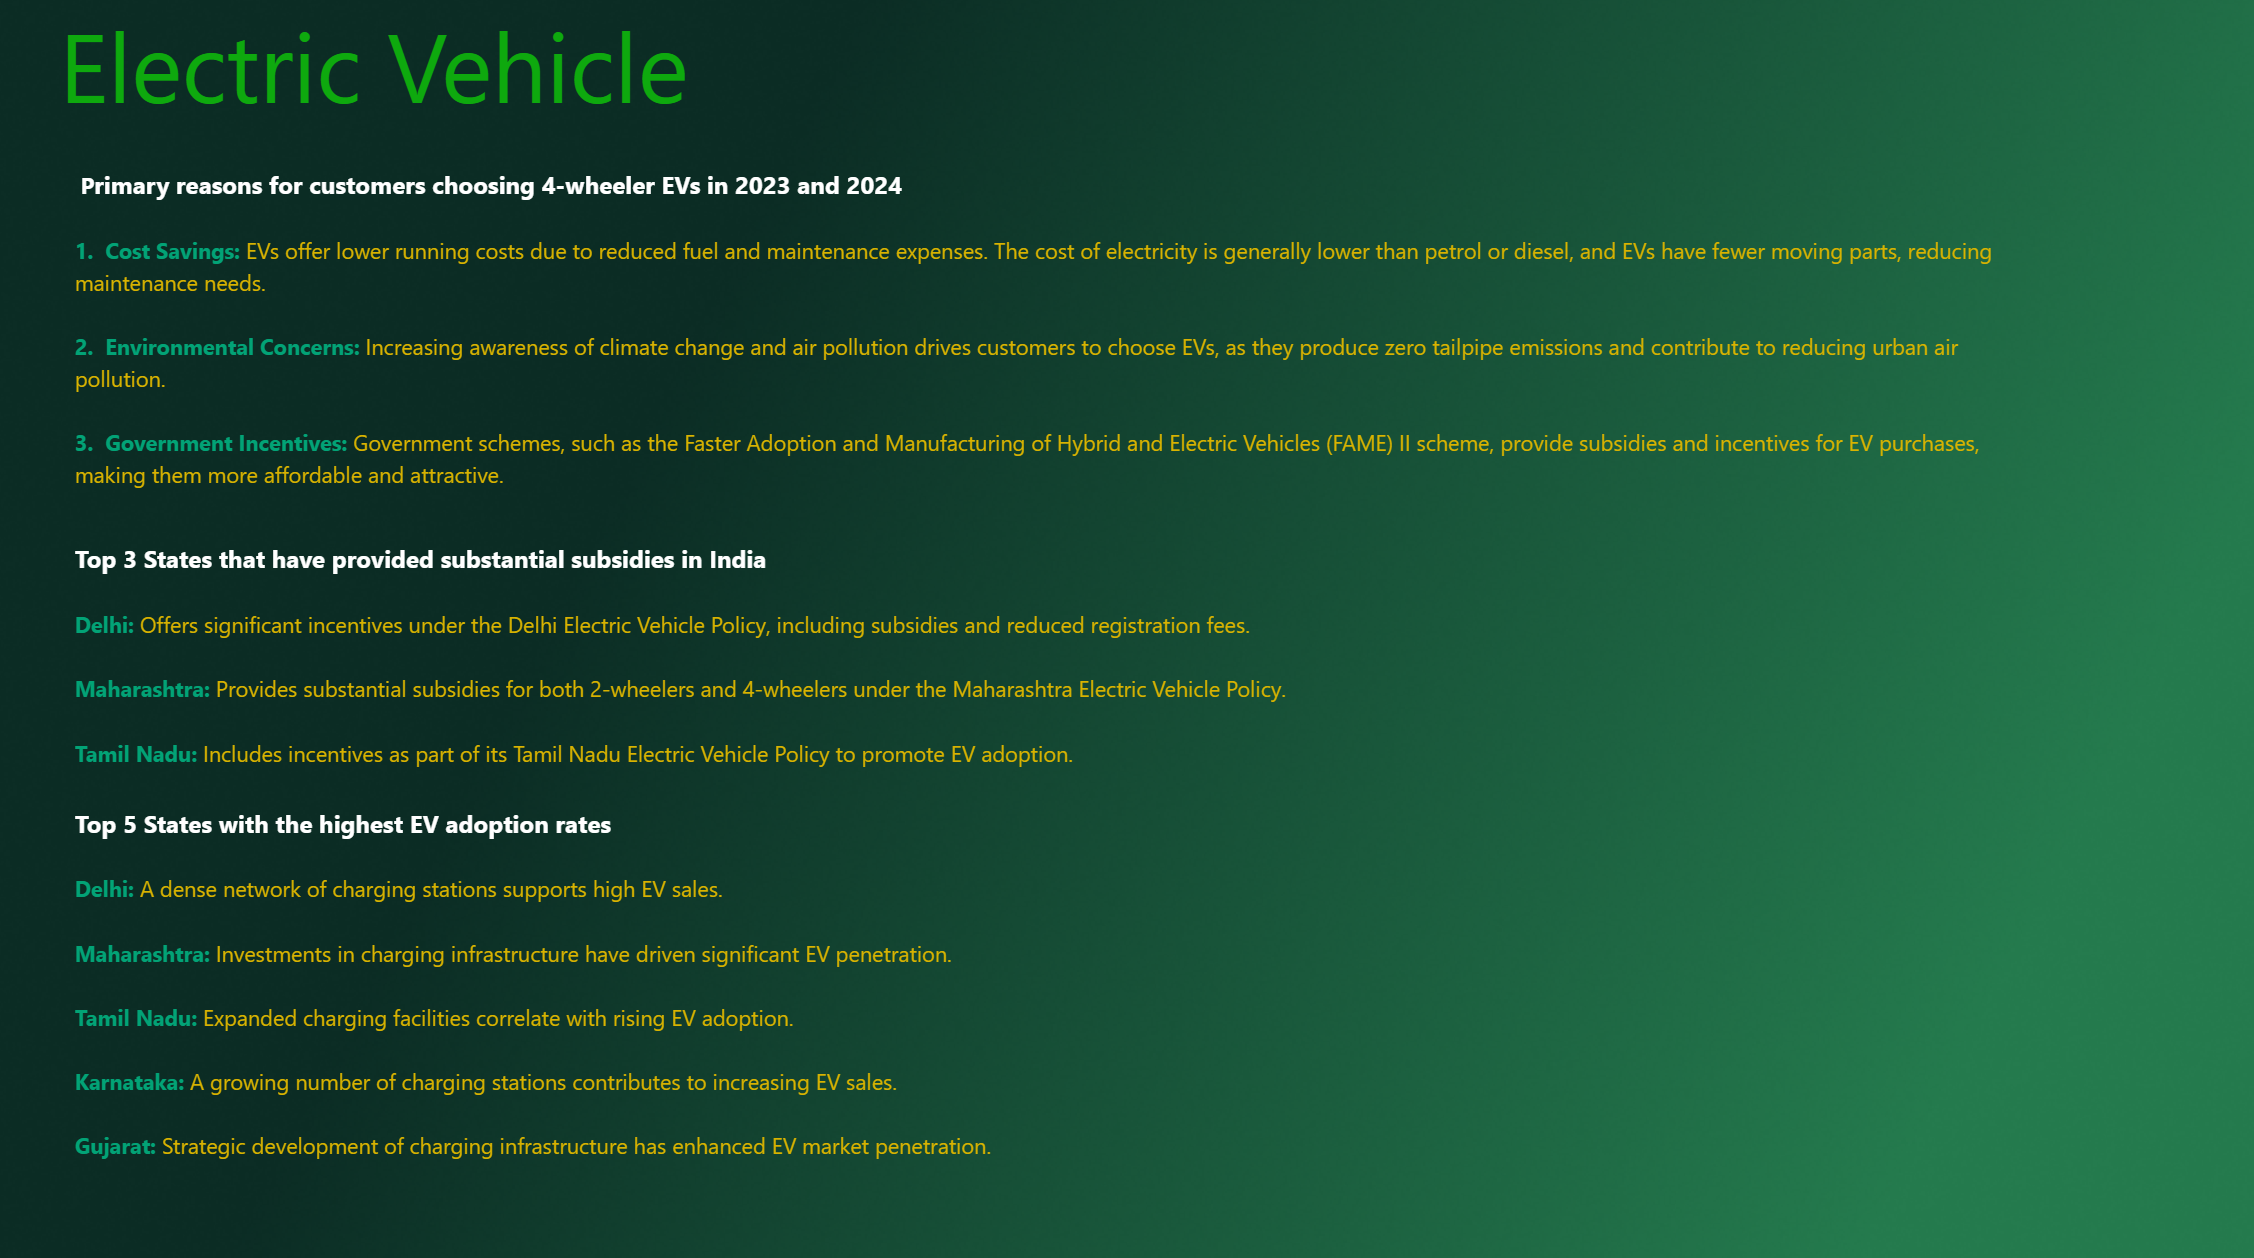 Electric Vehicle
Primary reasons for customers choosing 4-wheeler EVs in 2023 and 2024
1. Cost Savings: EVs offer lower running costs due to reduced fuel and maintenance expenses. The cost of electricity is generally lower than petrol or diesel, and EVs have fewer moving parts, reducing
maintenance needs.
2. Environmental Concerns: Increasing awareness of climate change and air pollution drives customers to choose EVs, as they produce zero tailpipe emissions and contribute to reducing urban air
pollution.
3. Government Incentives: Government schemes, such as the Faster Adoption and Manufacturing of Hybrid and Electric Vehicles (FAME) II scheme, provide subsidies and incentives for EV purchases,
making them more affordable and attractive.
Top 3 States that have provided substantial subsidies in India
Delhi: Offers significant incentives under the Delhi Electric Vehicle Policy, including subsidies and reduced registration fees.
Maharashtra: Provides substantial subsidies for both 2-wheelers and 4-wheelers under the Maharashtra Electric Vehicle Policy.
Tamil Nadu: Includes incentives as part of its Tamil Nadu Electric Vehicle Policy to promote EV adoption.
Top 5 States with the highest EV adoption rates
Delhi: A dense network of charging stations supports high EV sales.
Maharashtra: Investments in charging infrastructure have driven significant EV penetration.
Tamil Nadu: Expanded charging facilities correlate with rising EV adoption.
Karnataka: A growing number of charging stations contributes to increasing EV sales.
Gujarat: Strategic development of charging infrastructure has enhanced EV market penetration.